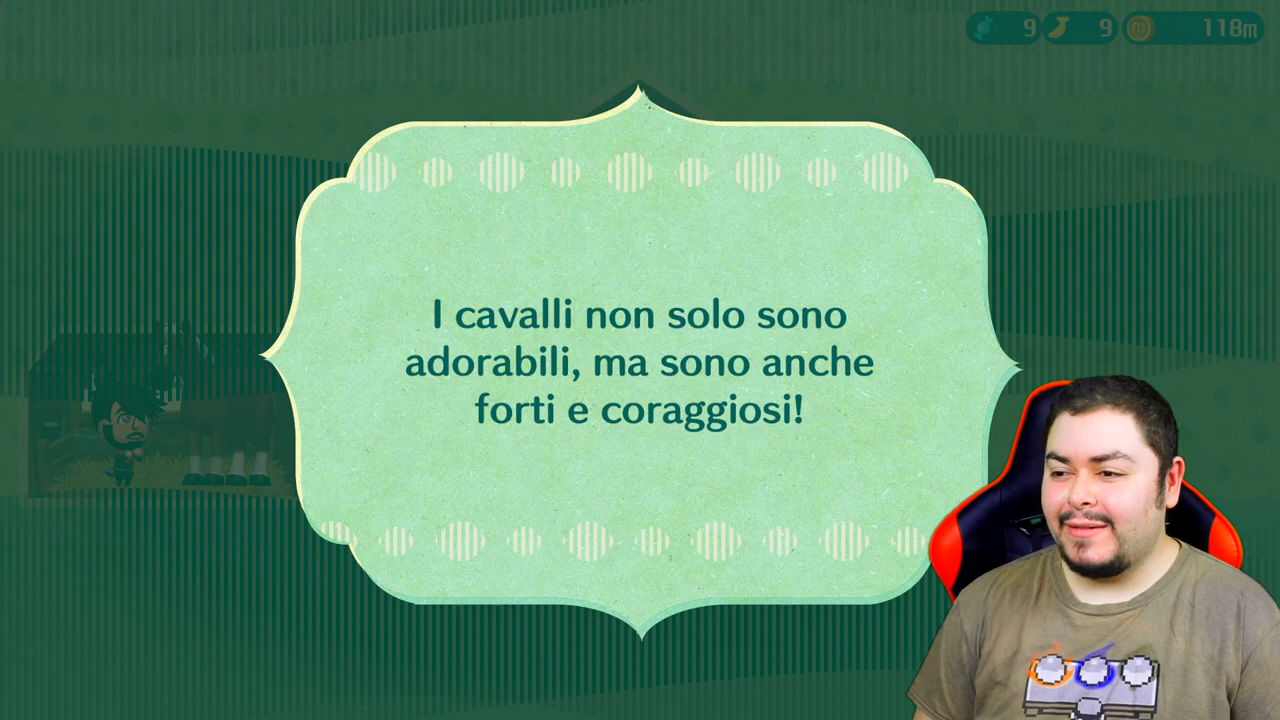 9 9 118m
I cavalli non solo sono
adorabili, ma sono anche
forti e coraggiosi!